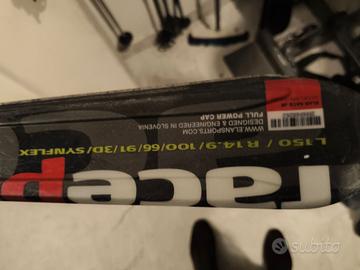 WWW.ELANSPORTS.COM
DESIGNED & ENGINEERED IN SLOVENIA
FULL POWER CAP
L150 / R 14.9/100/66/91/3D/SYNFLEX
race
subito